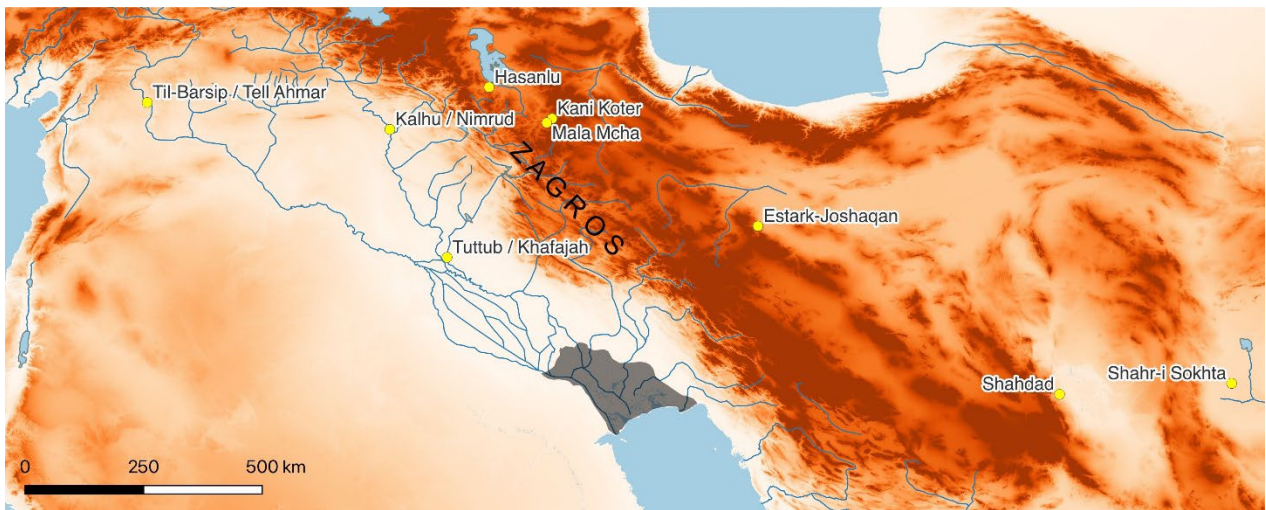 Hasanlu
Til-Barsip / Tell Ahmar
Kani Koter
Kalhu / Nimrud
Mala Mcha
ZAGROS
Estark-Joshaqan
Tuttub / Khafajah
Shahr-i Sokhta
Shahdad
0 250 500 km